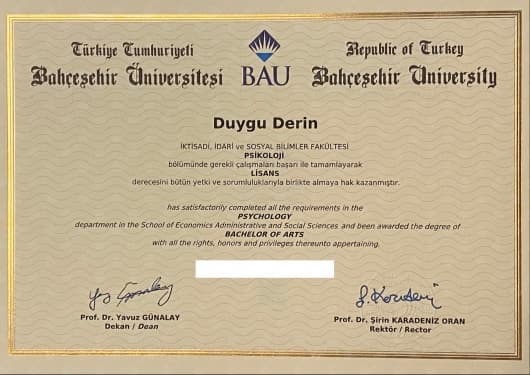 Türkiye Cumhuriyeti
Bahçeşehir Üniversitesi
BAU
Republic of Turkey
Bahçeşehir University
Duygu Derin
İKTİSADİ, İDARİ ve SOSYAL BİLİMLER FAKÜLTESİ
PSİKOLOJİ
bölümünde gerekli çalışmaları başarı ile tamamlayarak
LİSANS
derecesini bütün yetki ve sorumluluklarıyla birlikte almaya hak kazanmıştır.
has satisfactorily completed all the requirements in the
PSYCHOLOGY
department in the School of Economics Administrative and Social Sciences and been awarded the degree of
BACHELOR OF ARTS
with all the rights, honors and privileges thereunto appertaining.
Prof. Dr. Yavuz GÜNALAY
Dekan / Dean
Prof. Dr. Şirin KARADENİZ ORAN
Rektör / Rector